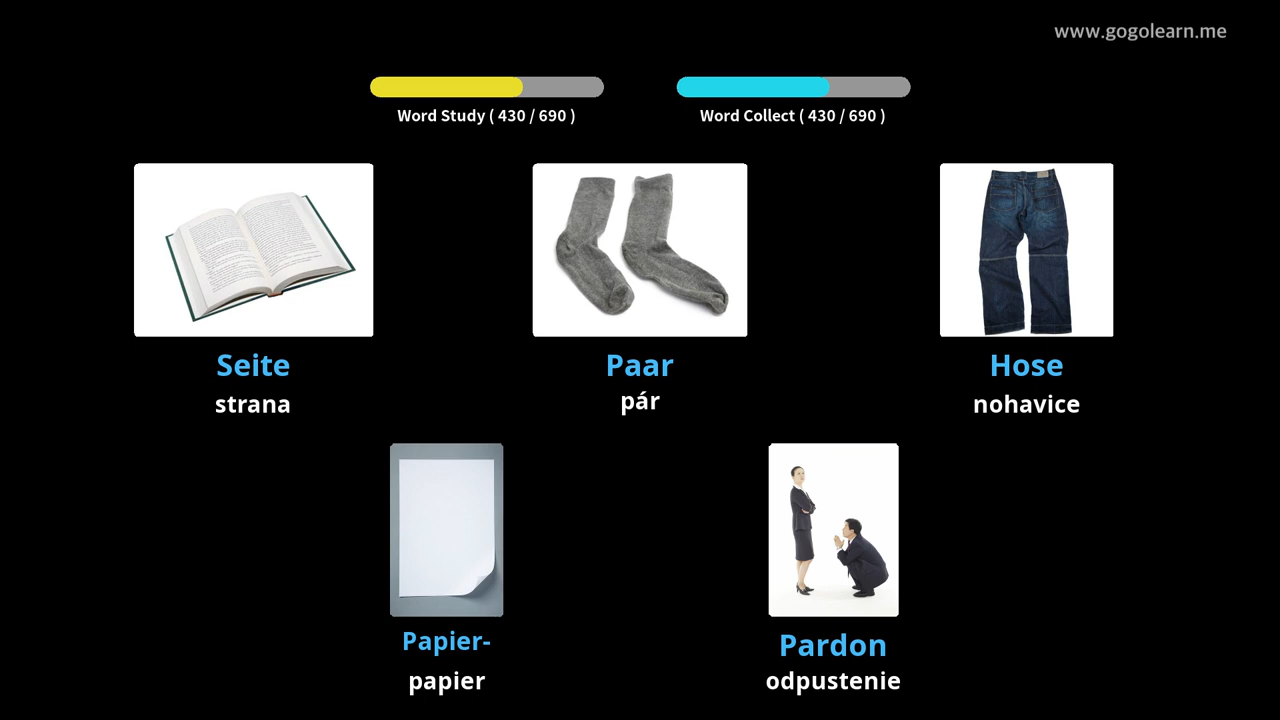 www.gogolearn.me
Word Study ( 430 / 690 )
Word Collect ( 430 / 690 )
Seite
strana
Paar
pár
Hose
nohavice
Papier-
papier
Pardon
odpustenie